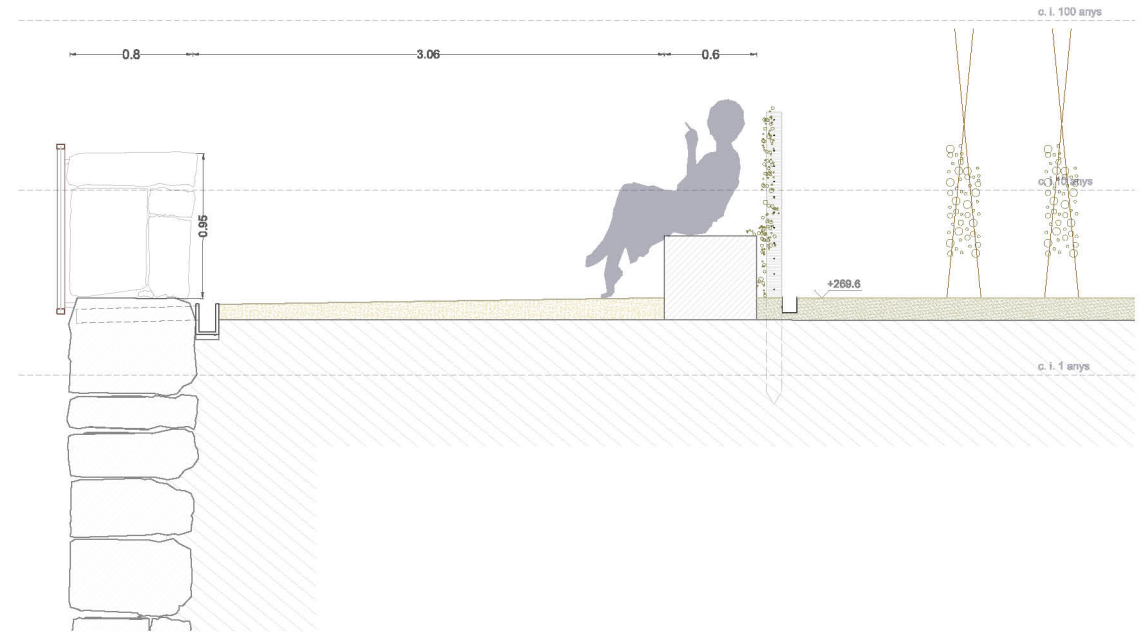 c. i. 100 anys
0.8 3.06 0.6
c. i. 10 anys
0.95
+269.6
c. i. 1 anys